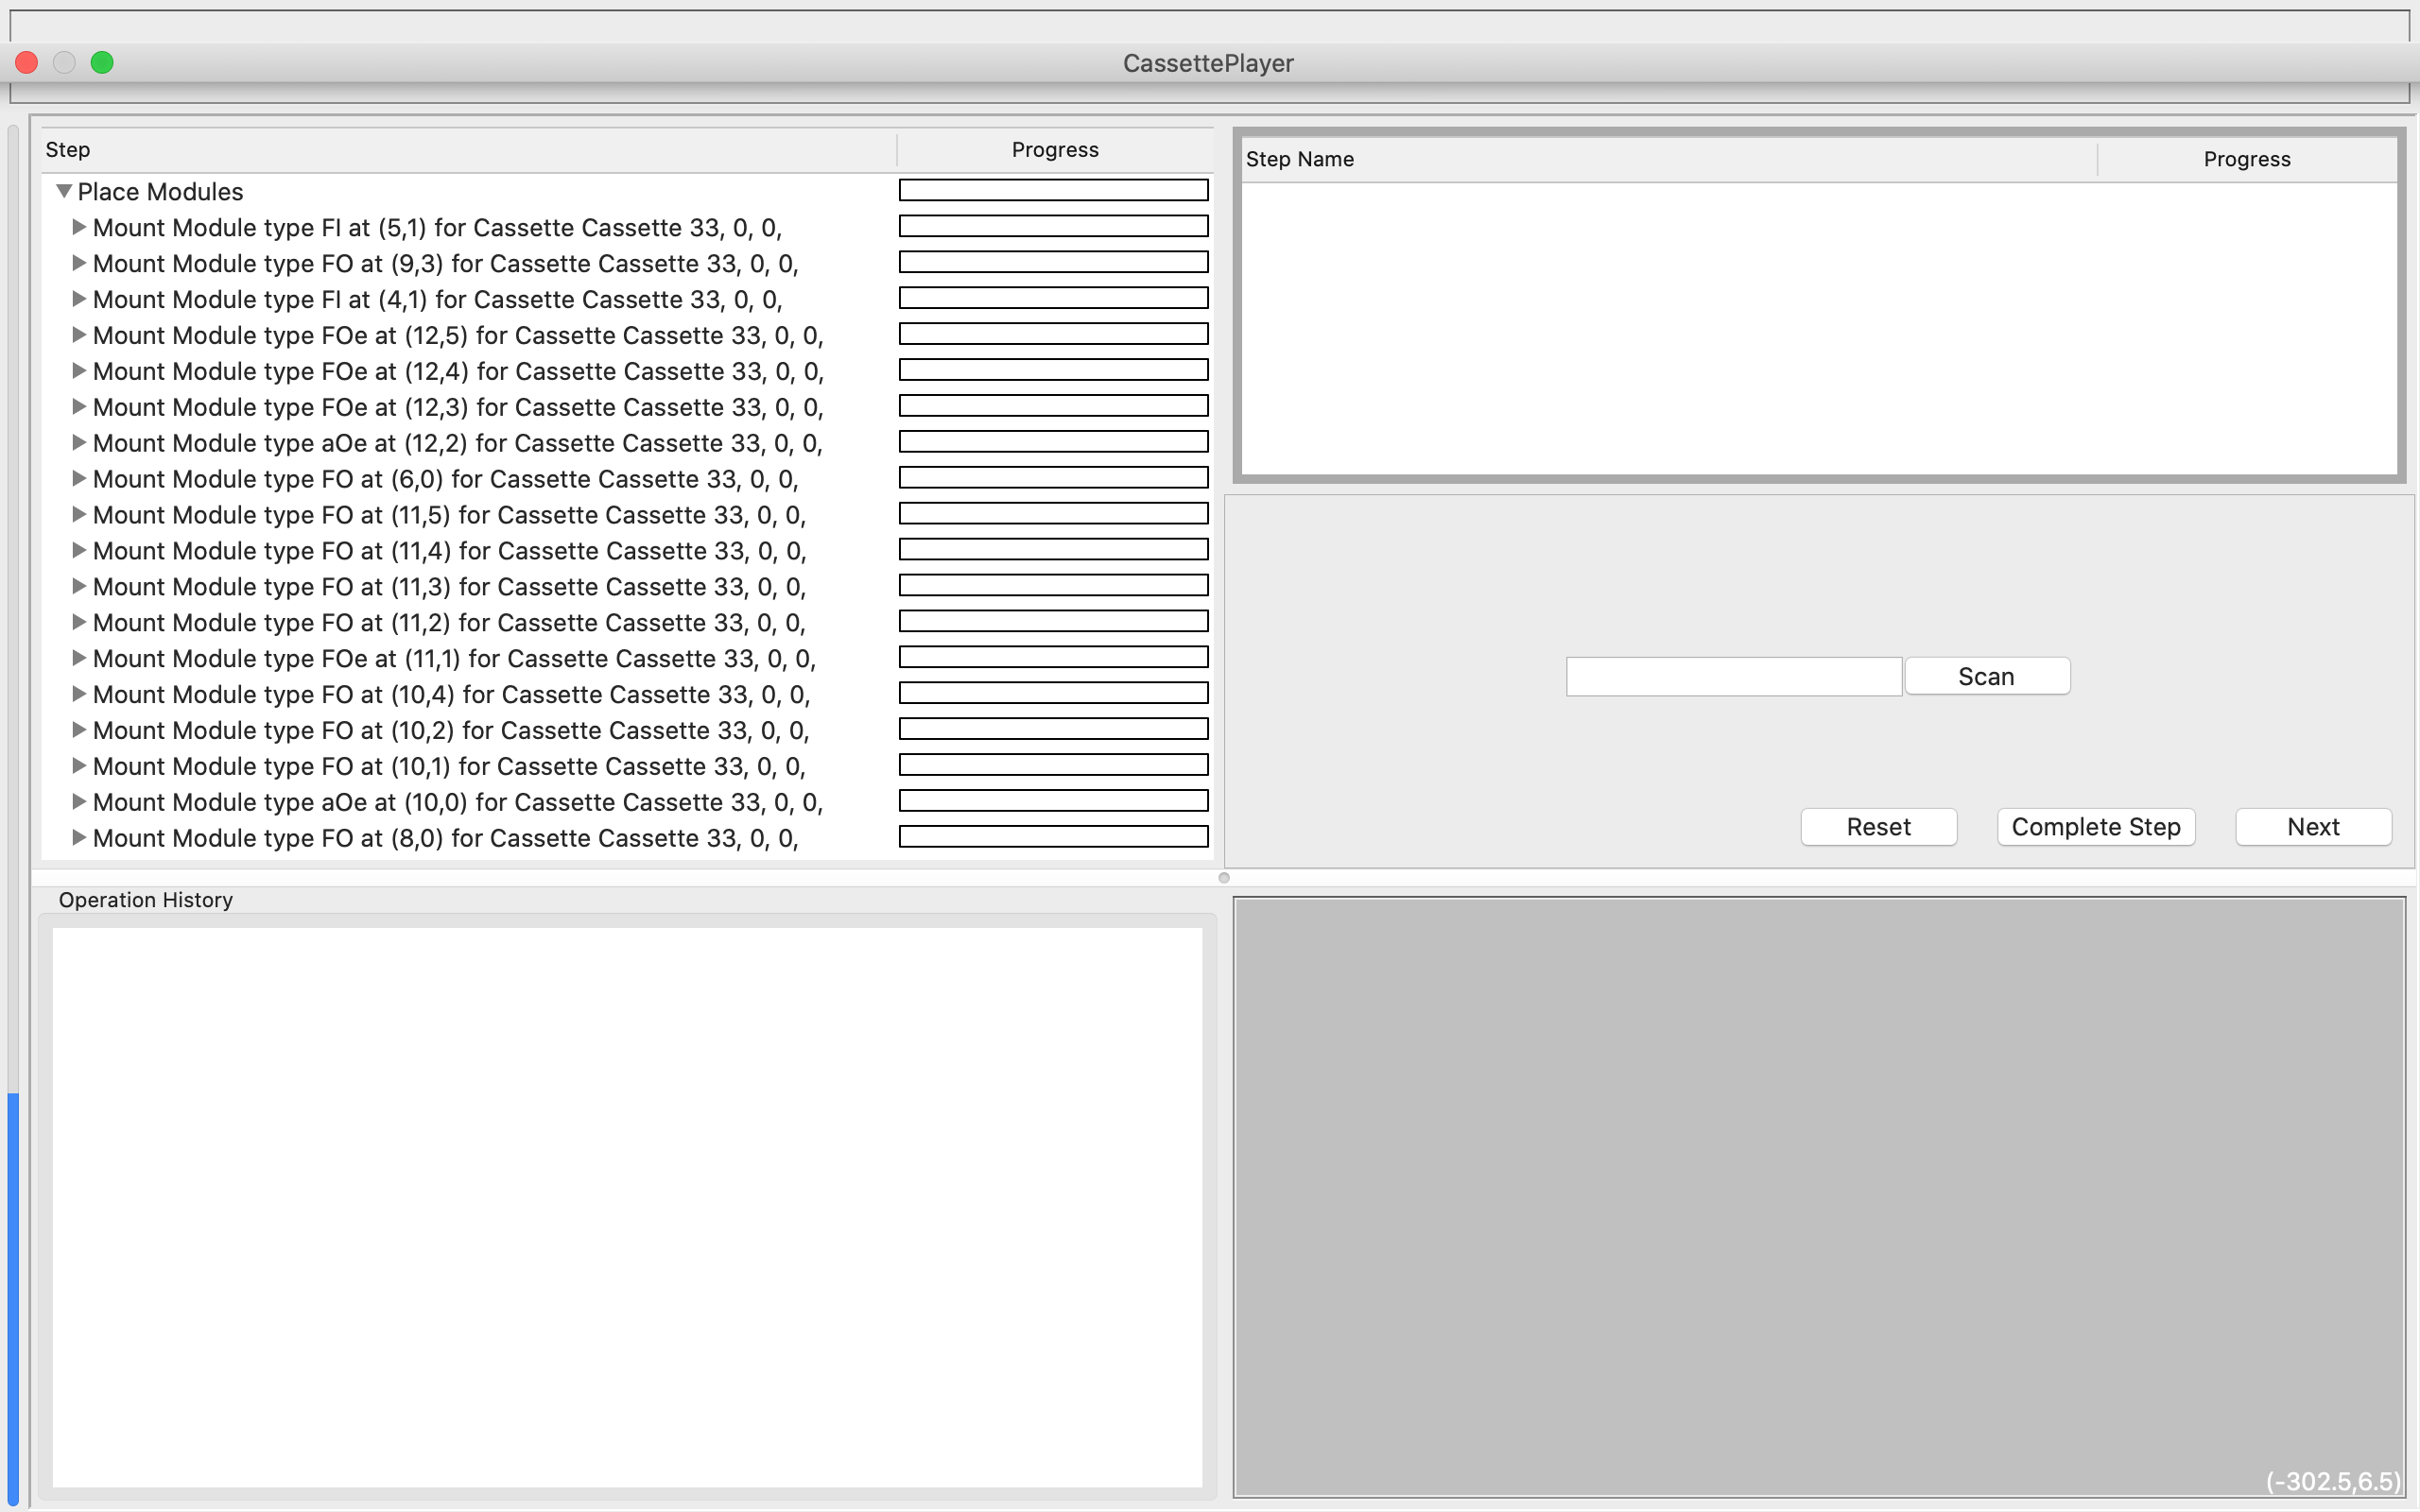 CassettePlayer
Step Progress
Place Modules
Mount Module type FI at (5,1) for Cassette Cassette 33, 0, 0,
Mount Module type FO at (9,3) for Cassette Cassette 33, 0, 0,
Mount Module type FI at (4,1) for Cassette Cassette 33, 0, 0,
Mount Module type FOe at (12,5) for Cassette Cassette 33, 0, 0,
Mount Module type FOe at (12,4) for Cassette Cassette 33, 0, 0,
Mount Module type FOe at (12,3) for Cassette Cassette 33, 0, 0,
Mount Module type aOe at (12,2) for Cassette Cassette 33, 0, 0,
Mount Module type FO at (6,0) for Cassette Cassette 33, 0, 0,
Mount Module type FO at (11,5) for Cassette Cassette 33, 0, 0,
Mount Module type FO at (11,4) for Cassette Cassette 33, 0, 0,
Mount Module type FO at (11,3) for Cassette Cassette 33, 0, 0,
Mount Module type FO at (11,2) for Cassette Cassette 33, 0, 0,
Mount Module type FOe at (11,1) for Cassette Cassette 33, 0, 0,
Mount Module type FO at (10,4) for Cassette Cassette 33, 0, 0,
Mount Module type FO at (10,2) for Cassette Cassette 33, 0, 0,
Mount Module type FO at (10,1) for Cassette Cassette 33, 0, 0,
Mount Module type aOe at (10,0) for Cassette Cassette 33, 0, 0,
Mount Module type FO at (8,0) for Cassette Cassette 33, 0, 0,
Step Name Progress
Scan
Reset Complete Step Next
Operation History
(-302.5,6.5)